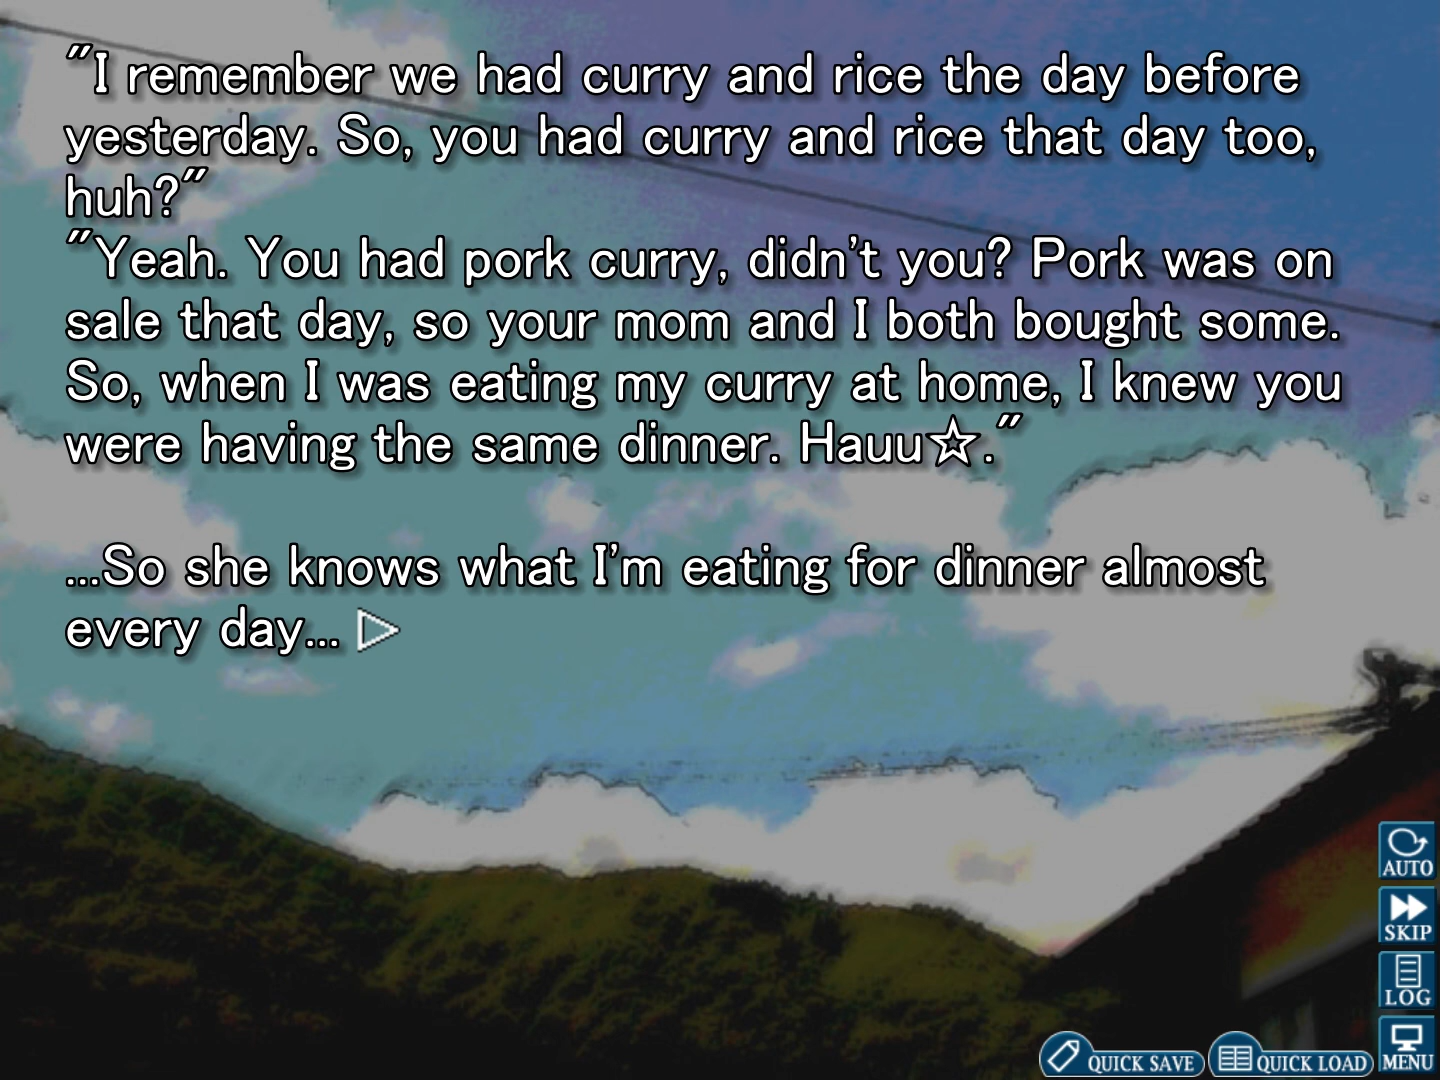 "I remember we had curry and rice the day before
yesterday. So, you had curry and rice that day too,
huh?"
"Yeah. You had pork curry, didn't you? Pork was on
sale that day, so your mom and I both bought some.
So, when I was eating my curry at home, I knew you
were having the same dinner. Hauu☆."
...So she knows what I'm eating for dinner almost
every day...
AUTO
SKIP
LOG
QUICK SAVE QUICK LOAD MENU